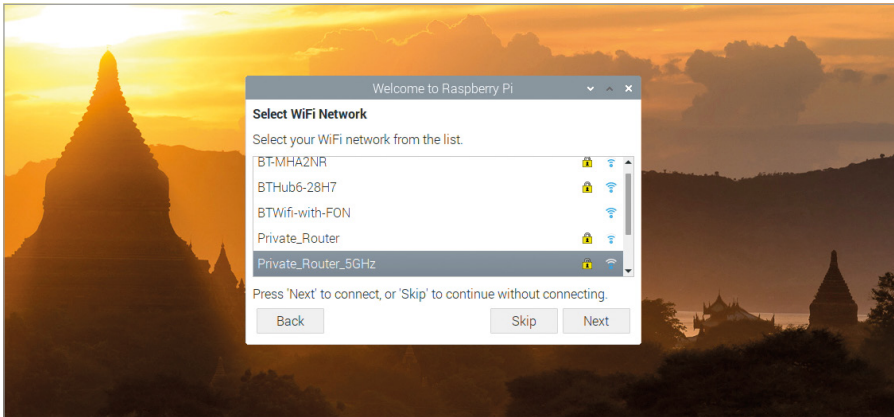 Welcome to Raspberry Pi
Select WiFi Network
Select your WiFi network from the list.
BT-MHA2NR
BTHub6-28H7
BTWifi-with-FON
Private_Router
Private_Router_5GHz
Press 'Next' to connect, or 'Skip' to continue without connecting.
Back Skip Next